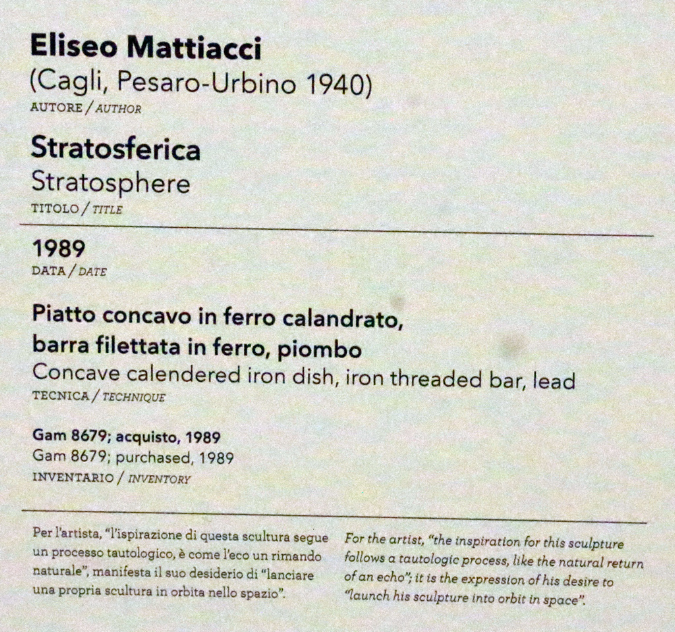 Eliseo Mattiacci
(Cagli, Pesaro-Urbino 1940)
AUTORE / AUTHOR
Stratosferica
Stratosphere
TITOLO / TITLE
1989
DATA / DATE
Piatto concavo in ferro calandrato,
barra filettata in ferro, piombo
Concave calendered iron dish, iron threaded bar, lead
TECNICA / TECHNIQUE
Gam 8679; acquisto, 1989
Gam 8679; purchased, 1989
INVENTARIO / INVENTORY
Per l'artista, "l'ispirazione di questa scultura segue
un processo tautologico, è come l'eco un rimando
naturale", manifesta il suo desiderio di "lanciare
una propria scultura in orbita nello spazio".
For the artist, "the inspiration for this sculpture
follows a tautologic process, like the natural return
of an echo"; it is the expression of his desire to
"launch his sculpture into orbit in space".